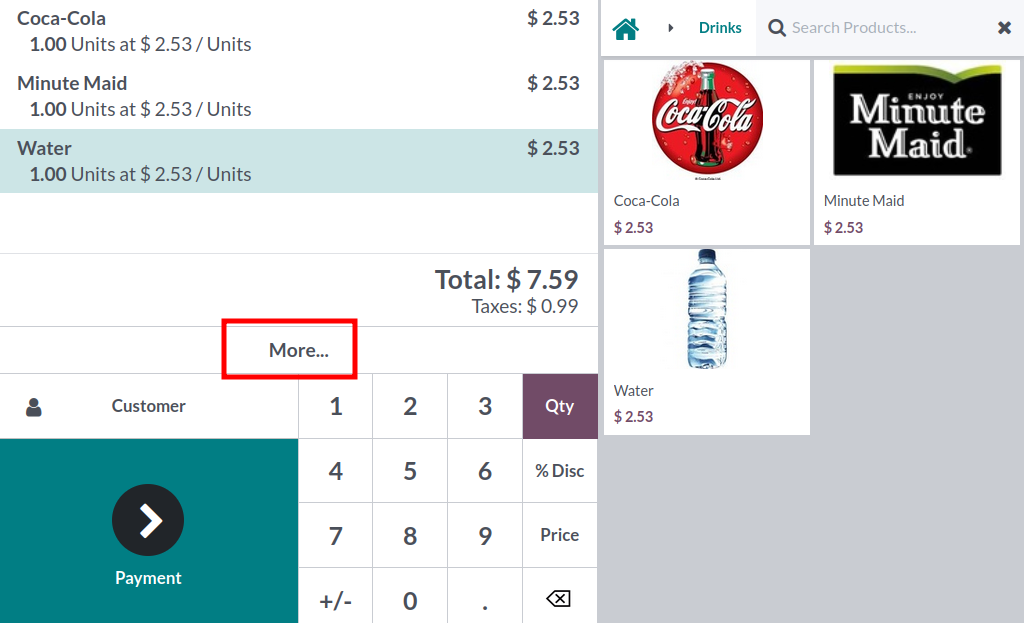 Coca-Cola $ 2.53
1.00 Units at $ 2.53 / Units
Minute Maid $ 2.53
1.00 Units at $ 2.53 / Units
Water $ 2.53
1.00 Units at $ 2.53 / Units
Total: $ 7.59
Taxes: $ 0.99
More...
Customer
1 2 3 Qty
4 5 6 % Disc
7 8 9 Price
+/- 0 .
Payment
Drinks
Search Products...
Enjoy
Coca-Cola
Coca-Cola
$ 2.53
ENJOY
Minute
Maid
Minute Maid
$ 2.53
Water
$ 2.53